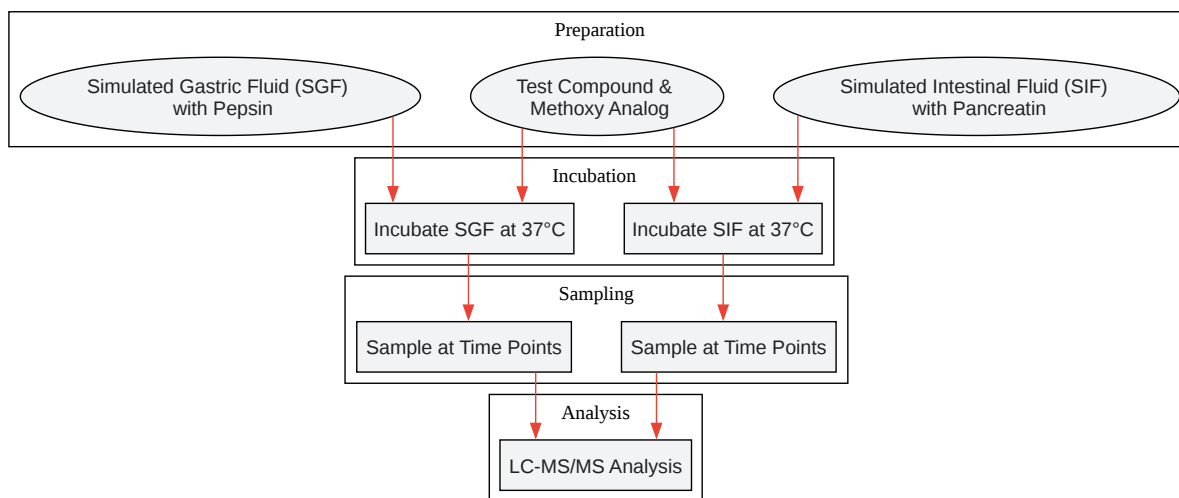 Preparation
Simulated Gastric Fluid (SGF)
with Pepsin
Test Compound &
Methoxy Analog
Simulated Intestinal Fluid (SIF)
with Pancreatin
Incubation
Incubate SGF at 37°C
Incubate SIF at 37°C
Sampling
Sample at Time Points
Sample at Time Points
Analysis
LC-MS/MS Analysis